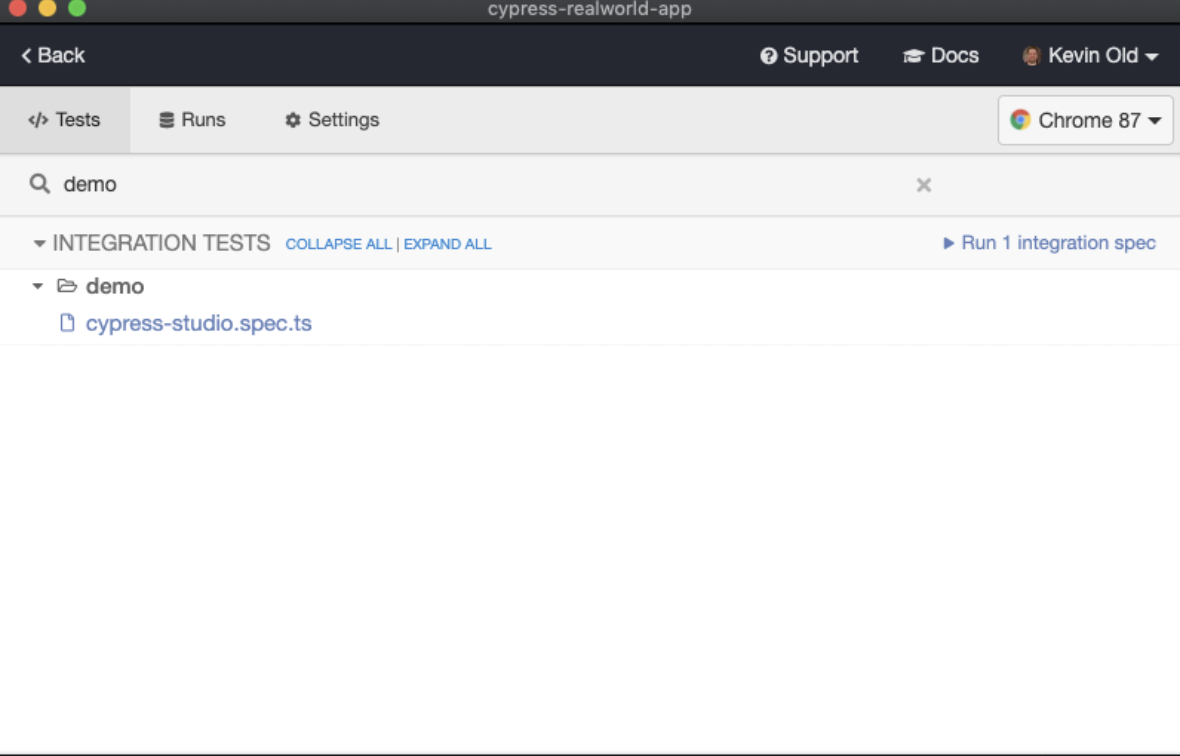 cypress-realworld-app
Back Support Docs Kevin Old
Tests Runs Settings Chrome 87
demo
INTEGRATION TESTS COLLAPSE ALL | EXPAND ALL Run 1 integration spec
demo
cypress-studio.spec.ts